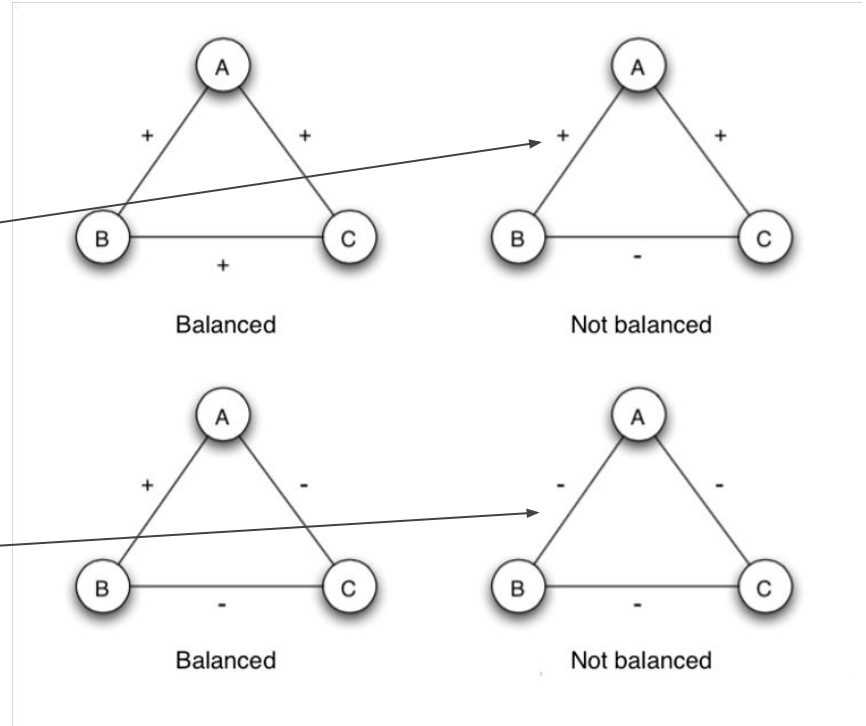 A A
+ + + +
B C B C
+ -
Balanced Not balanced
A A
+ - - -
B C B C
- -
Balanced Not balanced